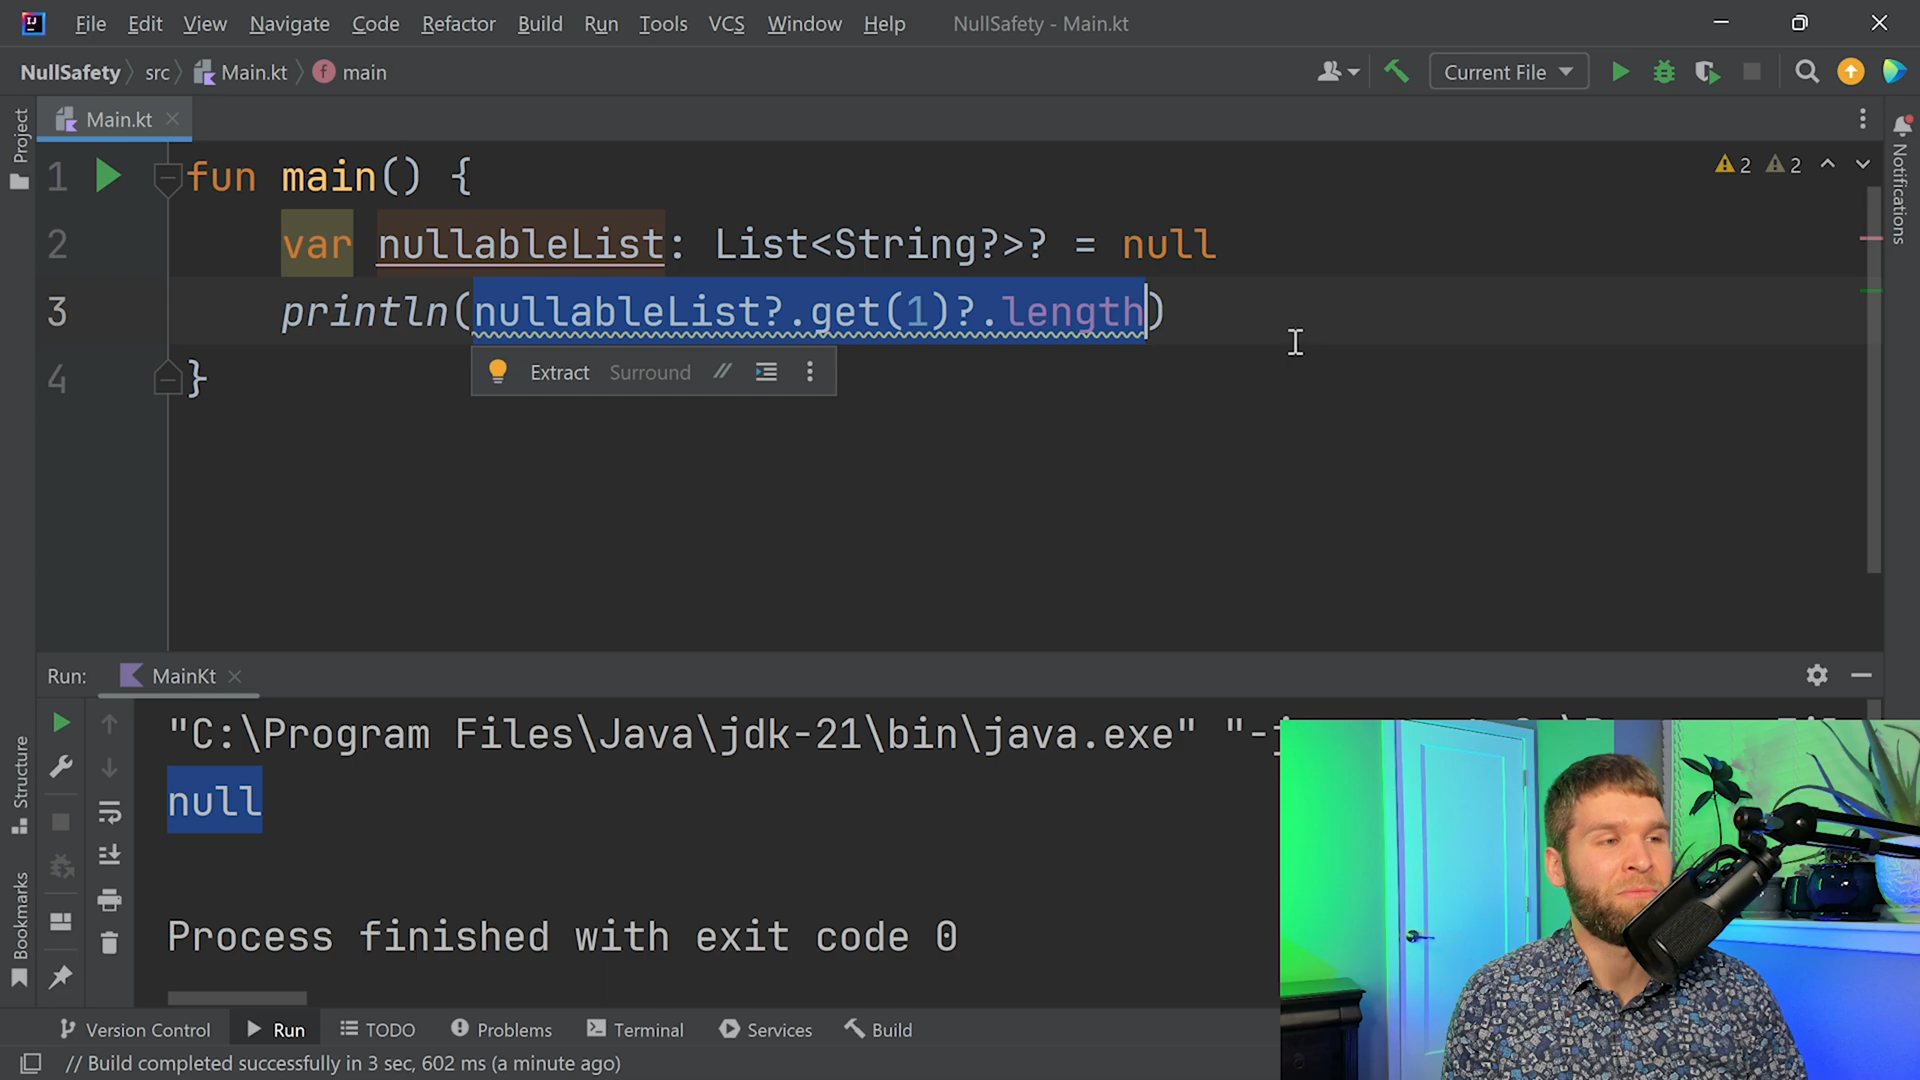 File Edit View Navigate Code Refactor Build Run Tools VCS Window Help NullSafety - Main.kt
NullSafety src Main.kt main Current File
Project
Main.kt
Notifications
1 fun main() {
2 var nullableList: List<String?>? = null
3 println(nullableList?.get(1)?.length)
4 }
2 2
Extract Surround //
Run: MainKt
"C:\Program Files\Java\jdk-21\bin\java.exe"
null
Process finished with exit code 0
Structure
Bookmarks
Version Control Run TODO Problems Terminal Services Build
// Build completed successfully in 3 sec, 602 ms (a minute ago)